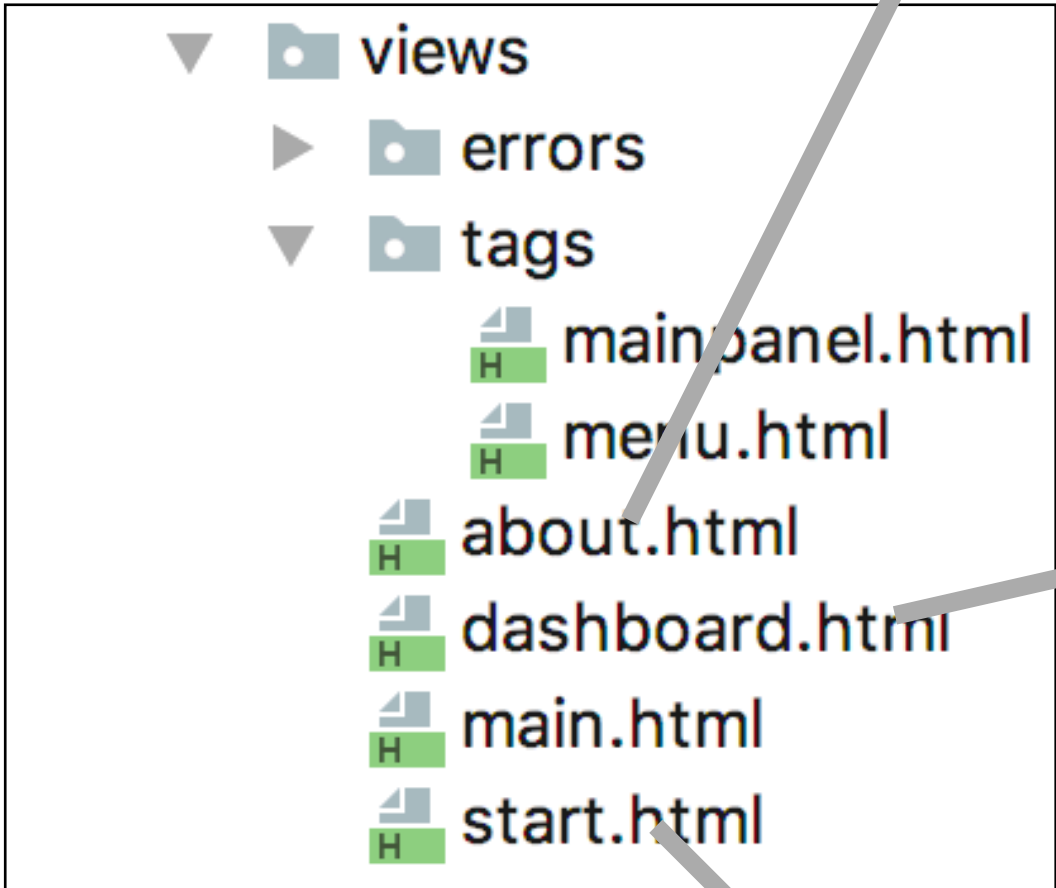 views
errors
tags
mainpanel.html
H
menu.html
H
about.html
H
dashboard.html
H
main.html
H
start.html
H